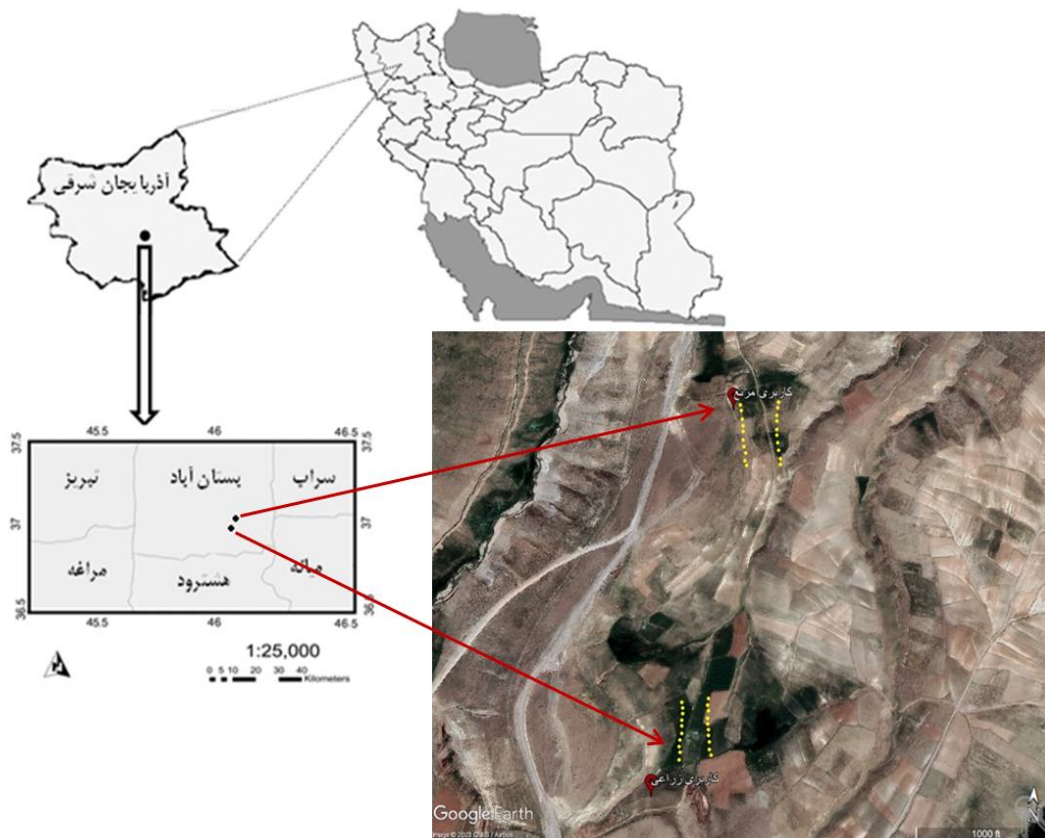 آذربایجان شرقی
45.5 46 46.5
37.5 37.5
تبریز بستان آباد سراب
37 37
مراغه هشترود میانه
36.5 36.5
45.5 46 46.5
1:25,000
0 5 10 20 30 40
Kilometers
کاربری مرتع
کاربری زراعی
Google Earth
1000 ft